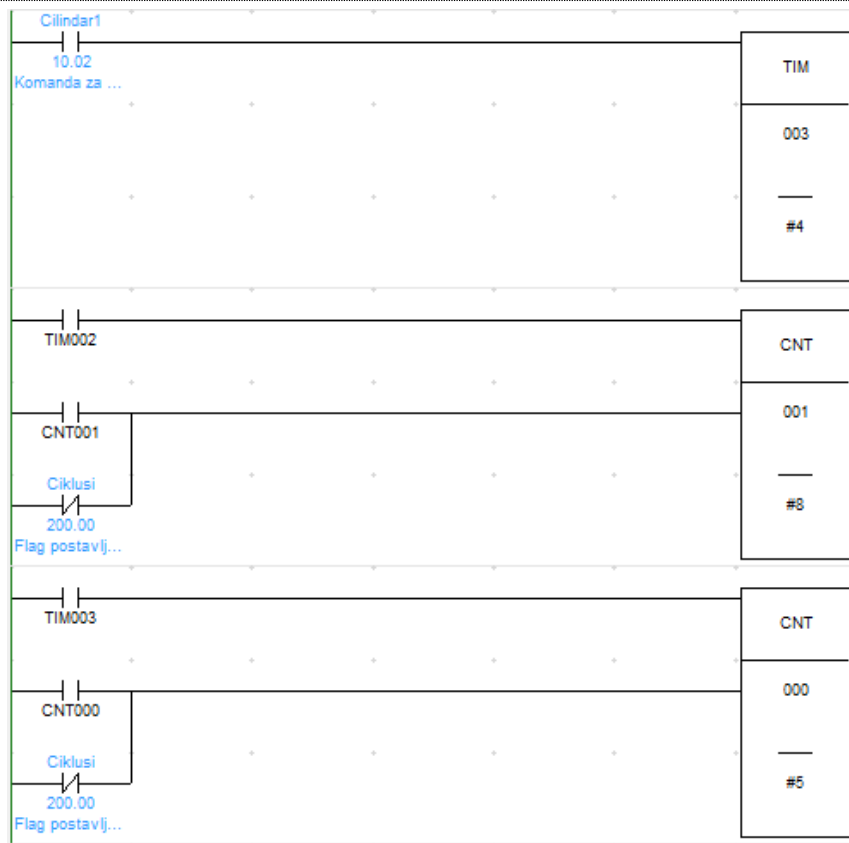 Cilindar1
10.02
Komanda za ...
TIM
003
#4
TIM002
CNT
CNT001
001
Ciklusi
200.00
Flag postavlj...
#8
TIM003
CNT
CNT000
000
Ciklusi
200.00
Flag postavlj...
#5